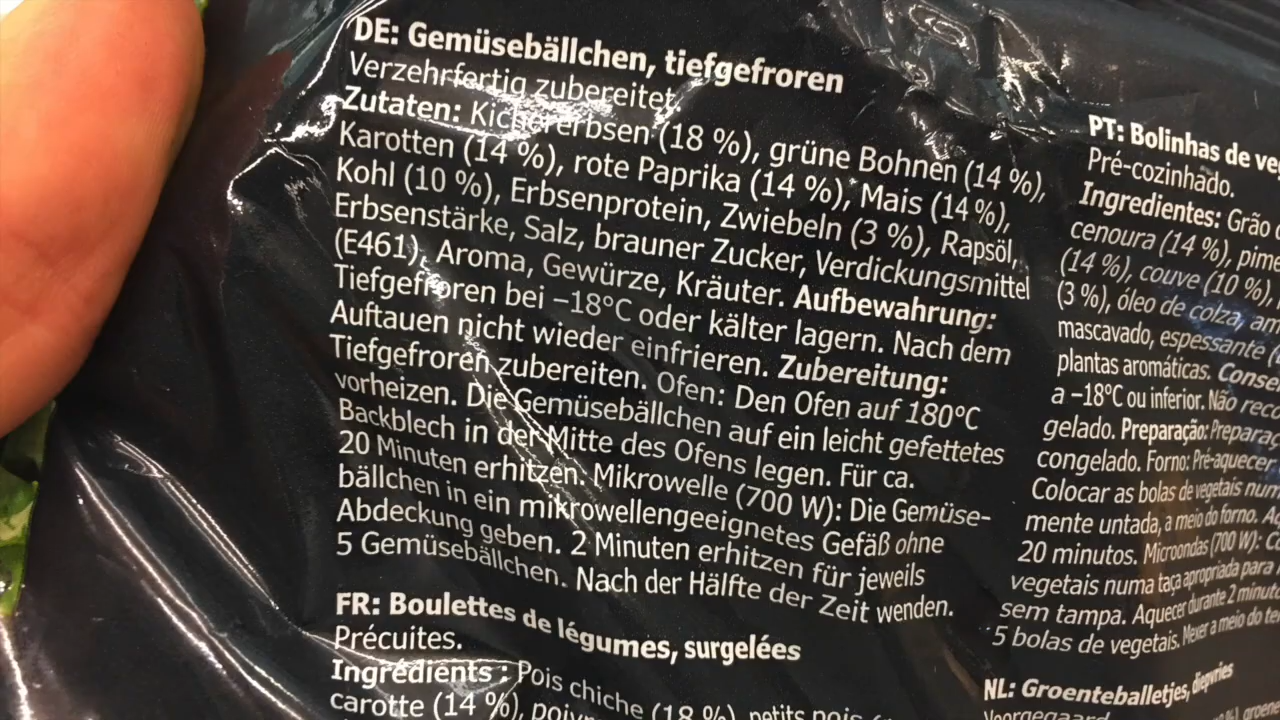 DE: Gemüsebällchen, tiefgefroren
Verzehrfertig zubereitet.
Zutaten: Kichererbsen (18 %), grüne Bohnen (14 %),
Karotten (14 %), rote Paprika (14 %), Mais (14 %),
Kohl (10 %), Erbsenprotein, Zwiebeln (3 %), Rapsöl,
Erbsenstärke, Salz, brauner Zucker, Verdickungsmittel
(E461), Aroma, Gewürze, Kräuter. Aufbewahrung:
Tiefgefroren bei –18°C oder kälter lagern. Nach dem
Auftauen nicht wieder einfrieren. Zubereitung:
Tiefgefroren zubereiten. Ofen: Den Ofen auf 180°C
vorheizen. Die Gemüsebällchen auf ein leicht gefettetes
Backblech in der Mitte des Ofens legen. Für ca.
20 Minuten erhitzen. Mikrowelle (700 W): Die Gemüse-
bällchen in ein mikrowellengeeignetes Gefäß ohne
Abdeckung geben. 2 Minuten erhitzen für jeweils
5 Gemüsebällchen. Nach der Hälfte der Zeit wenden.
FR: Boulettes de légumes, surgelées
Précuites.
Ingrédients : Pois chiche (18 %), petits pois
carotte (14 %),
PT: Bolinhas de
Pré-cozinhado.
Ingredientes: Grão
cenoura (14 %),
(14 %), couve (10 %),
(3 %), óleo de colza,
mascavado, espessante
plantas aromáticas.
a –18°C ou inferior. Não
gelado. Preparação:
congelado. Forno: Pré-aquecer
Colocar as bolas de vegetais
mente untada, a meio do forno.
20 minutos. Microondas (700 W):
vegetais numa taça apropriada para
sem tampa. Aquecer durante 2
5 bolas de vegetais. Mexer a meio do
NL: Groenteballetjes, diepvries